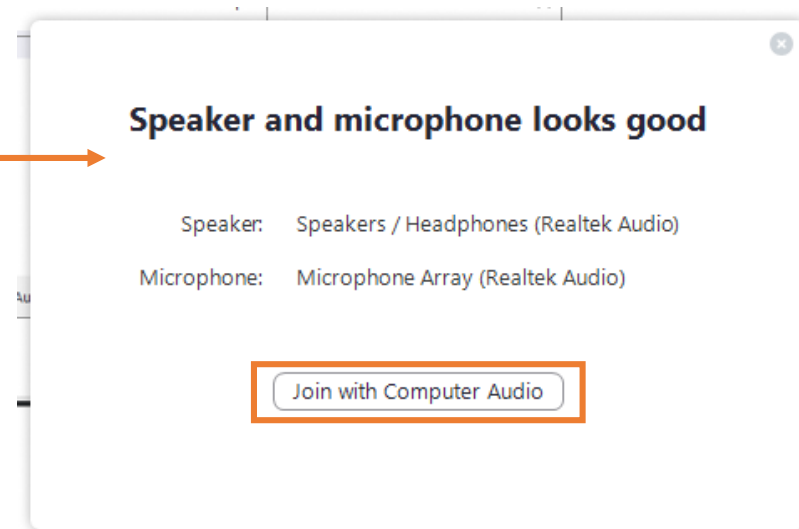 Speaker and microphone looks good
Speaker: Speakers / Headphones (Realtek Audio)
Microphone: Microphone Array (Realtek Audio)
Au
Join with Computer Audio